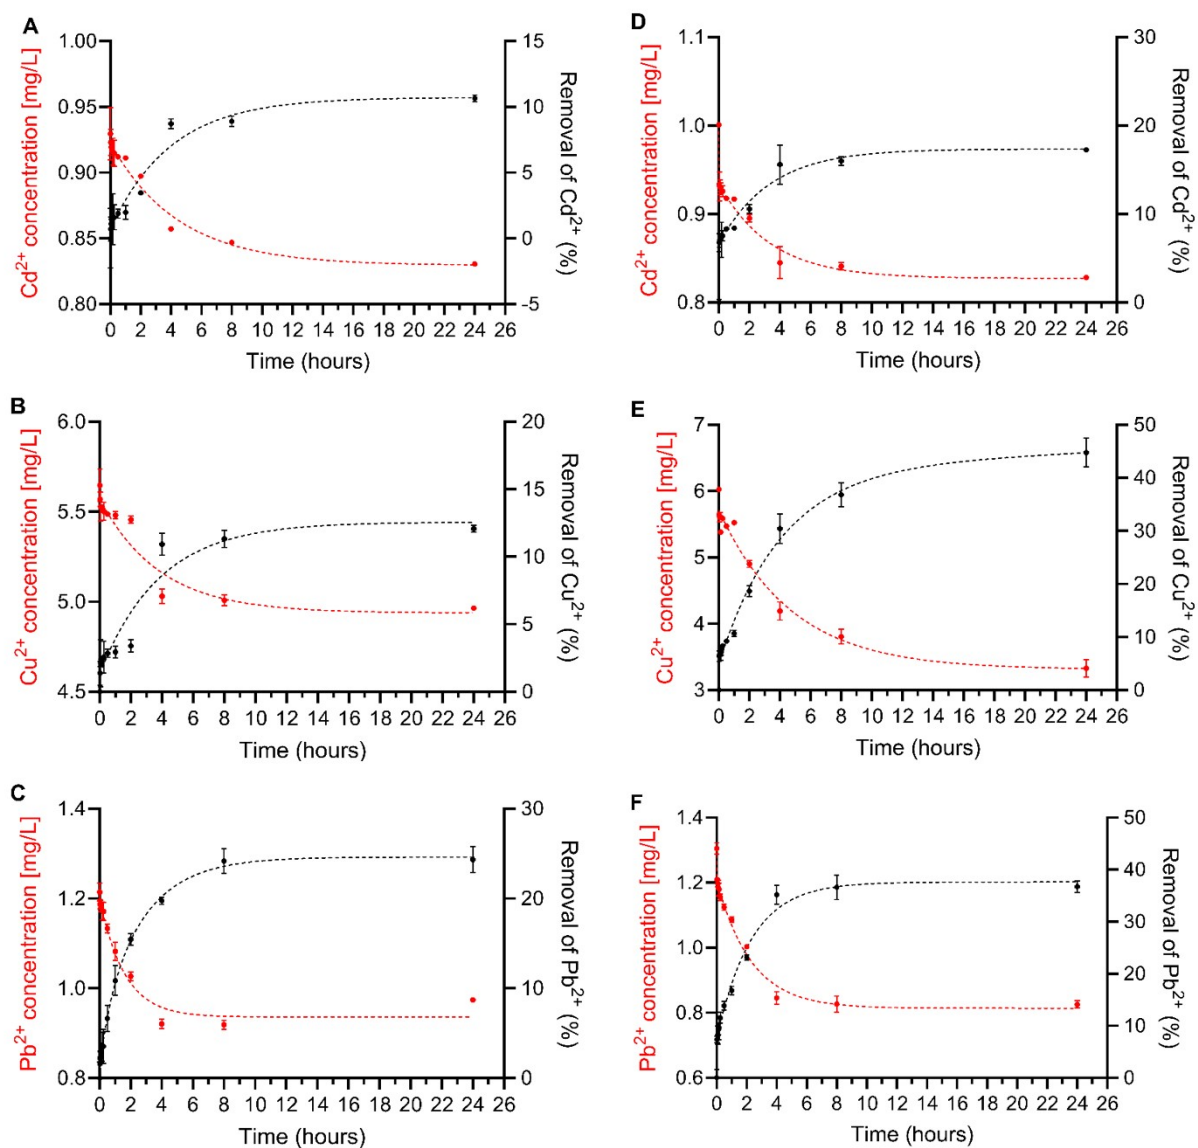 A
1.00
0.95
0.90
0.85
0.80
Cd²⁺ concentration [mg/L]
15
10
5
0
-5
Removal of Cd²⁺ (%)
0 2 4 6 8 10 12 14 16 18 20 22 24 26
Time (hours)
D
1.1
1.0
0.9
0.8
Cd²⁺ concentration [mg/L]
30
20
10
0
Removal of Cd²⁺ (%)
0 2 4 6 8 10 12 14 16 18 20 22 24 26
Time (hours)
B
6.0
5.5
5.0
4.5
Cu²⁺ concentration [mg/L]
20
15
10
5
0
Removal of Cu²⁺ (%)
0 2 4 6 8 10 12 14 16 18 20 22 24 26
Time (hours)
E
7
6
5
4
3
Cu²⁺ concentration [mg/L]
50
40
30
20
10
0
Removal of Cu²⁺ (%)
0 2 4 6 8 10 12 14 16 18 20 22 24 26
Time (hours)
C
1.4
1.2
1.0
0.8
Pb²⁺ concentration [mg/L]
30
20
10
0
Removal of Pb²⁺ (%)
0 2 4 6 8 10 12 14 16 18 20 22 24 26
Time (hours)
F
1.4
1.2
1.0
0.8
0.6
Pb²⁺ concentration [mg/L]
50
40
30
20
10
0
Removal of Pb²⁺ (%)
0 2 4 6 8 10 12 14 16 18 20 22 24 26
Time (hours)